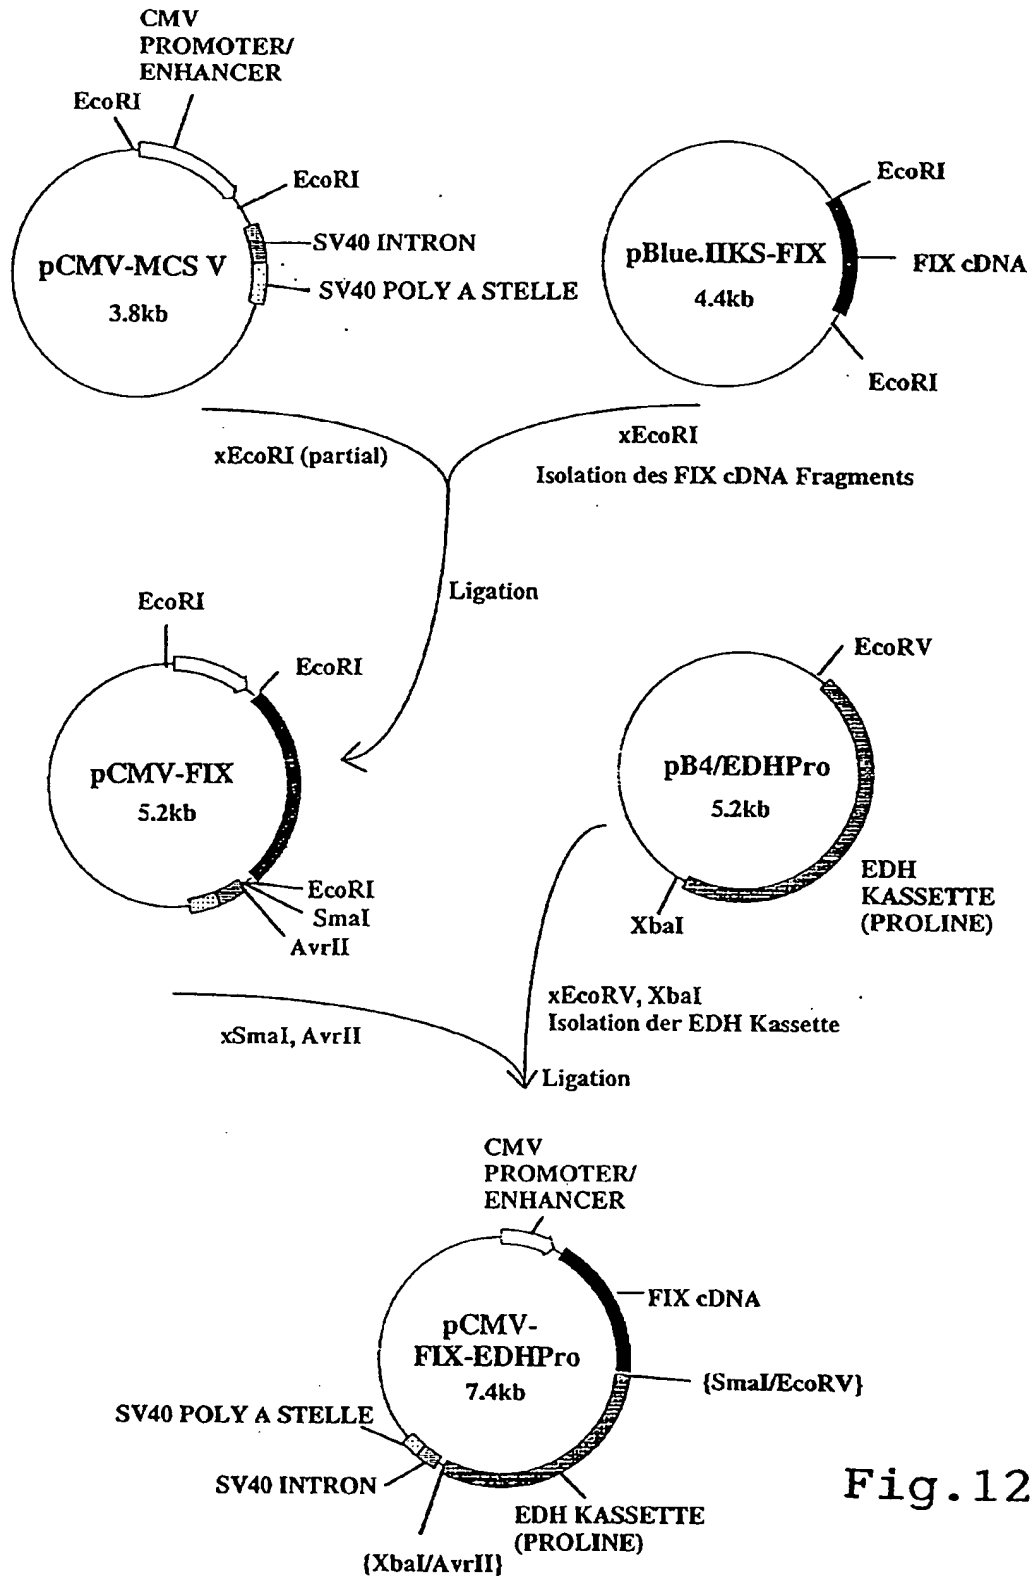 CMV
PROMOTER/
ENHANCER
EcoRI
EcoRI
SV40 INTRON
SV40 POLY A STELLE
pCMV-MCS V
3.8kb
EcoRI
pBlue.IIKS-FIX
4.4kb
FIX cDNA
EcoRI
xEcoRI (partial)
xEcoRI
Isolation des FIX cDNA Fragments
Ligation
EcoRI
EcoRI
pCMV-FIX
5.2kb
EcoRI
SmaI
AvrII
EcoRV
pB4/EDHPro
5.2kb
EDH
KASSETTE
(PROLINE)
XbaI
xSmaI, AvrII
xEcoRV, XbaI
Isolation der EDH Kassette
Ligation
CMV
PROMOTER/
ENHANCER
FIX cDNA
pCMV-
FIX-EDHPro
7.4kb
{SmaI/EcoRV}
SV40 POLY A STELLE
SV40 INTRON
EDH KASSETTE
(PROLINE)
{XbaI/AvrII}
Fig.12